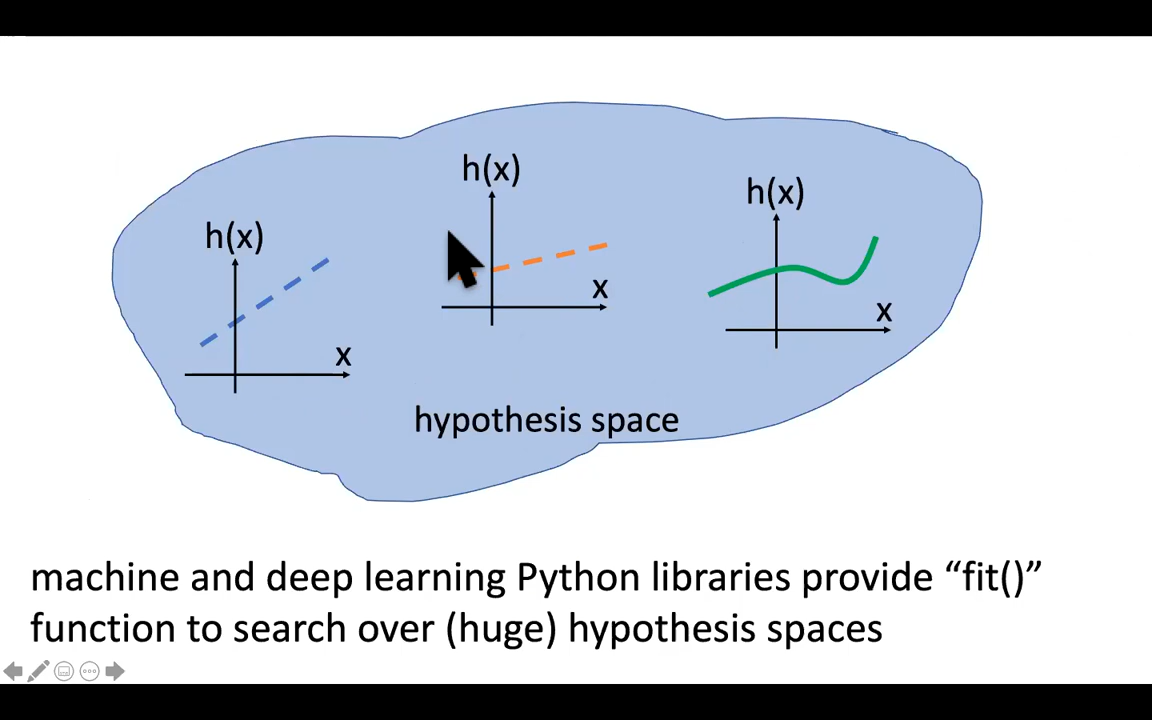 h(x)
x
h(x)
x
h(x)
x
hypothesis space
machine and deep learning Python libraries provide “fit()”
function to search over (huge) hypothesis spaces